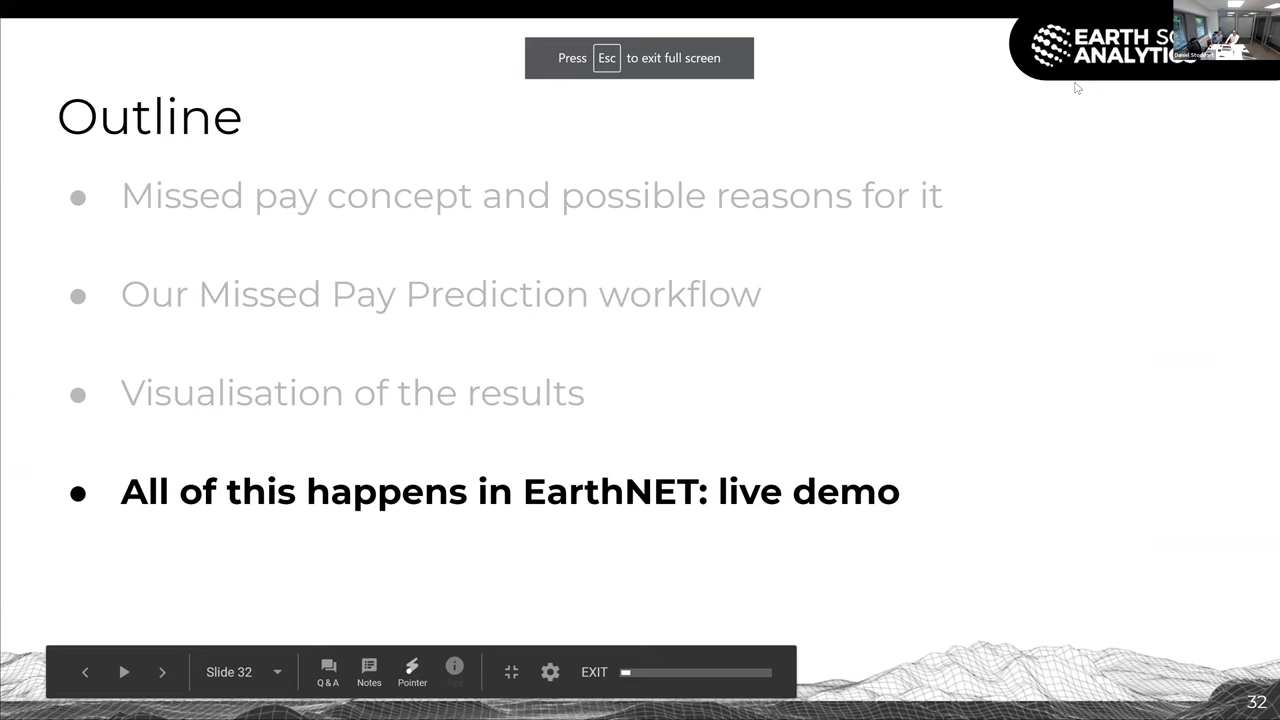 Press Esc to exit full screen
EARTH
ANALYTICS
Outline
● Missed pay concept and possible reasons for it
● Our Missed Pay Prediction workflow
● Visualisation of the results
● All of this happens in EarthNET: live demo
Slide 32
Q & A
Notes
Pointer
EXIT
32